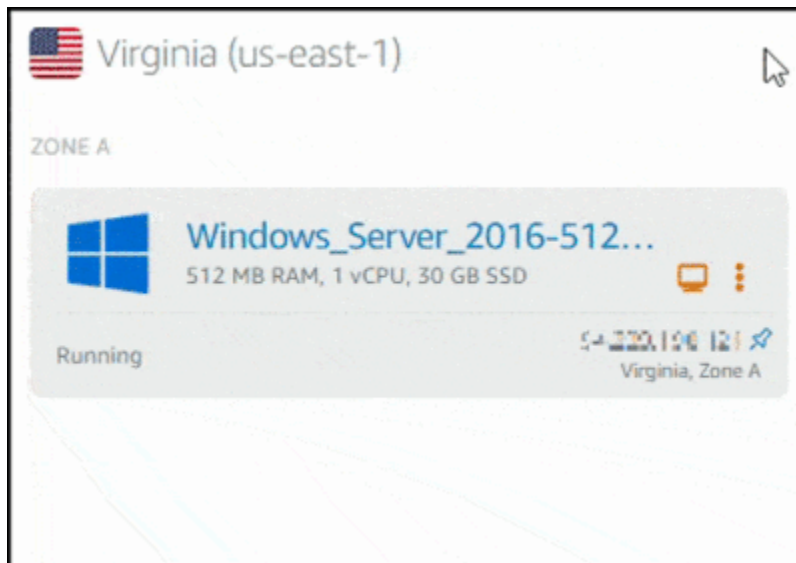 Virginia (us-east-1)
ZONE A
Windows_Server_2016-512...
512 MB RAM, 1 vCPU, 30 GB SSD
Running
Virginia, Zone A